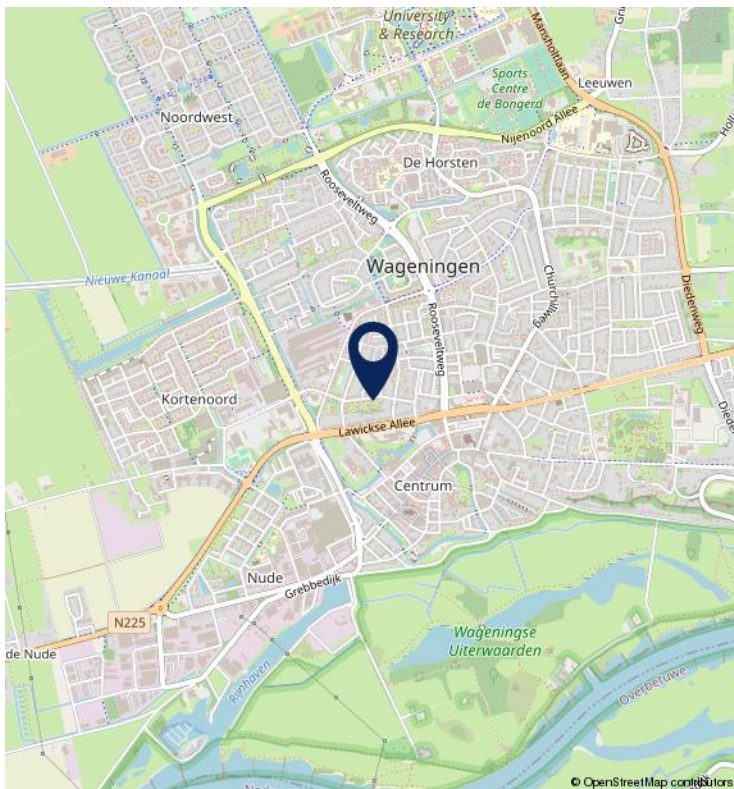 University
& Research
Mansholtlaan
Sports
Centre
de Bongerd
Leeuwen
Noordwest
Nijenoord Allee
De Horsten
Rooseveltweg
Wageningen
Nieuwe Kanaal
Churchillweg
Rooseveltweg
Diedenweg
Kortenoord
Lawickse Allee
Centrum
Nude
Grebbedijk
N225
de Nude
Wageningse
Uiterwaarden
Rijnhaven
Overbetuwe
© OpenStreetMap contributors